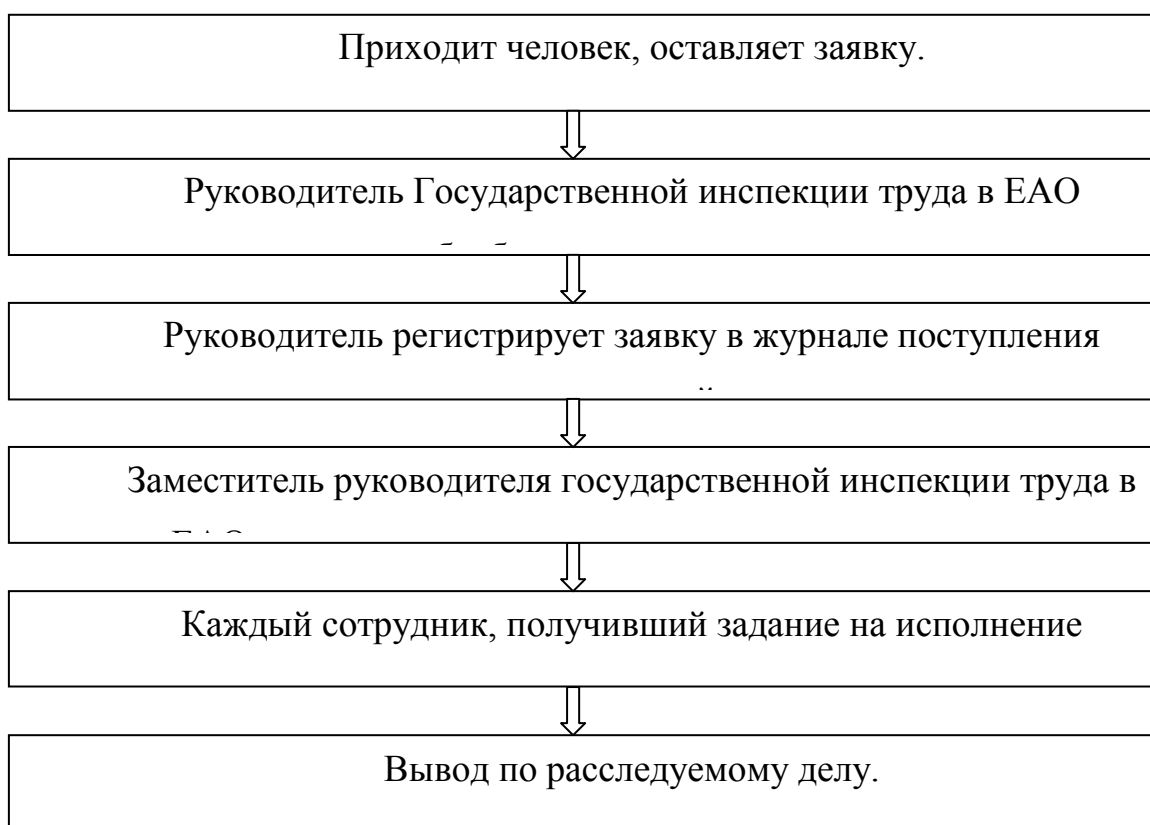 Приходит человек, оставляет заявку.
Руководитель Государственной инспекции труда в ЕАО
Руководитель регистрирует заявку в журнале поступления
Заместитель руководителя государственной инспекции труда в
ЕАО
Каждый сотрудник, получивший задание на исполнение
Вывод по расследуемому делу.